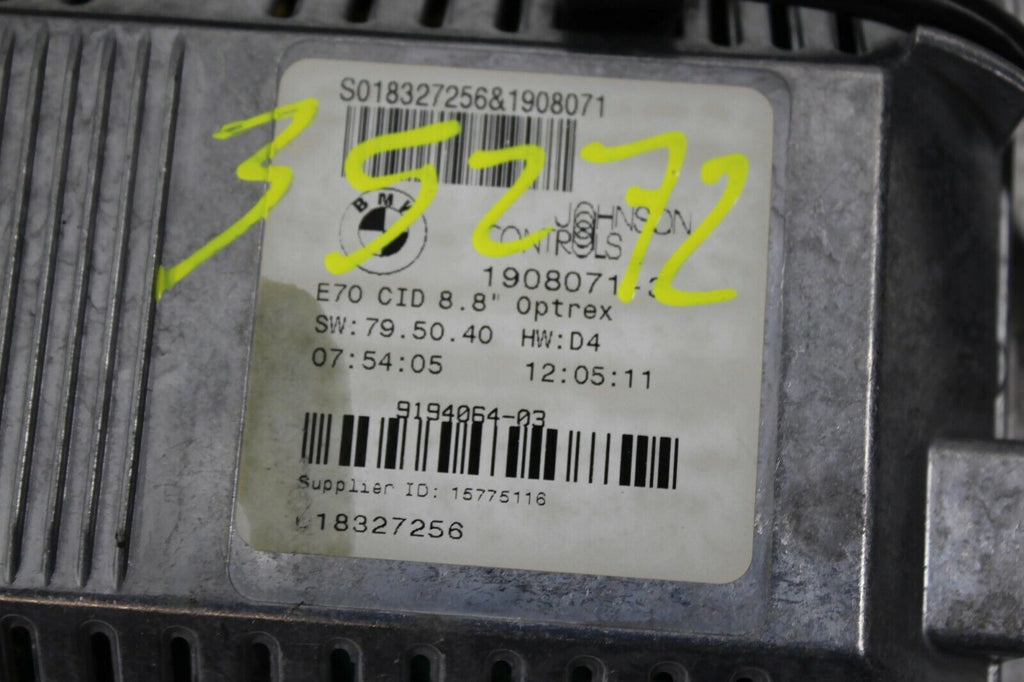 S018327256&1908071
35272
BMW
JOHNSON
CONTROLS
1908071-3
E70 CID 8.8" Optrex
SW:79.50.40 HW:D4
07:54:05 12:05:11
9194064-03
Supplier ID: 15775116
018327256